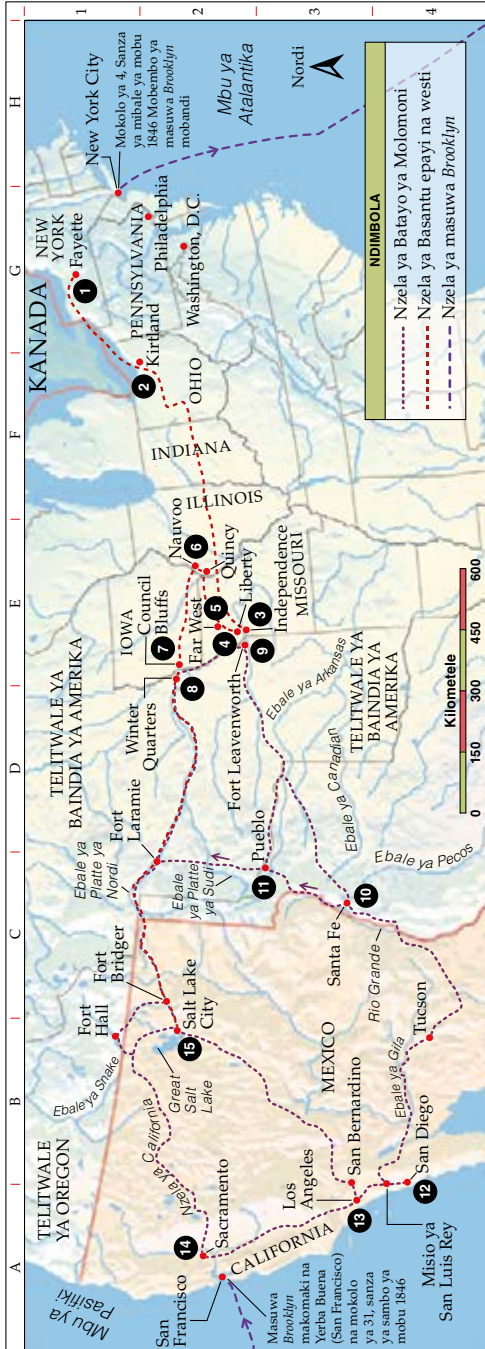 A
B
C
D
E
F
G
H
1
2
3
4
Mbu ya
Pasifiki
TELITWALE
YA OREGON
Ebale ya Snake
Fort
Hall
Fort
Bridger
Ebale ya
Platte ya
Nordi
Fort
Laramie
TELITWALE YA
BAINDIA YA AMERIKA
Winter
Quarters
8
7
IOWA
Council
Bluffs
Nauvoo
6
Quincy
5
Far West
4
Liberty
3
Independence
MISSOURI
9
Fort Leavenworth
ILLINOIS
INDIANA
OHIO
2
Kirtland
KANADA
1
NEW
YORK
Fayette
PENNSYLVANIA
Philadelphia
Washington, D.C.
New York City
Mokolo ya 4, Sanza
ya mibale ya mobu
1846 Mobembo ya
masuwa Brooklyn
mobandi
Mbu ya
Atalantika
Nordi
San
Francisco
14
Sacramento
Nzela ya California
Great
Salt
Lake
15
Salt Lake
City
Ebale
ya Platte
ya Sudi
Pueblo
11
Ebale ya Arkansas
TELITWALE YA
BAINDIA YA
AMERIKA
Ebale ya Canadian
Ebale ya Pecos
10
Santa Fe
Rio Grande
MEXICO
Tucson
Ebale ya Gila
San Bernardino
Los
Angeles
13
San Diego
12
Misio ya
San Luis Rey
CALIFORNIA
Masuwa
Brooklyn
makomaki na
Yerba Buena
(San Francisco)
na mokolo
ya 31, sanza
ya sambo ya
mobu 1846
Kilometele
0 150 300 450 600
NDIMBOLA
Nzela ya Batayo ya Molomoni
Nzela ya Basantu epayi na westi
Nzela ya masuwa Brooklyn